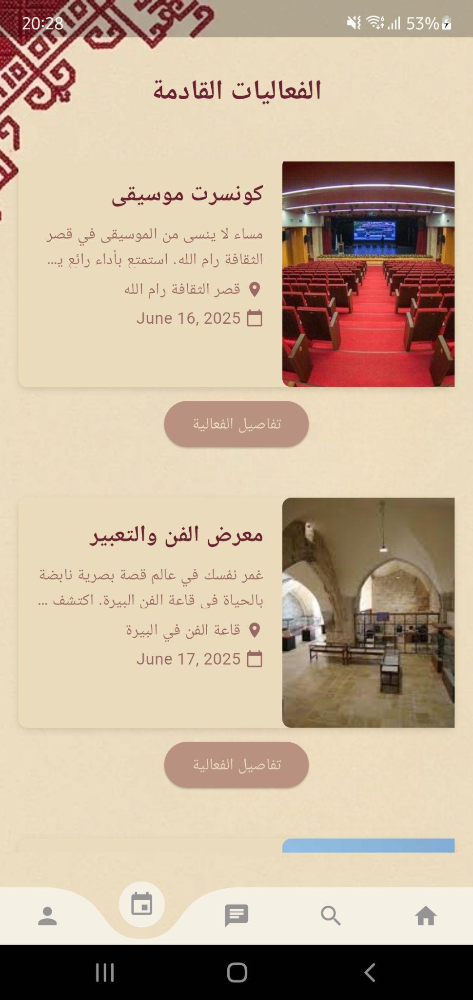 20:28
53%
الفعاليات القادمة
كونسرت موسيقى
مساء لا ينسى من الموسيقى في قصر
الثقافة رام الله. استمتع بأداء رائع يـ...
قصر الثقافة رام الله
June 16, 2025
تفاصيل الفعالية
معرض الفن والتعبير
غمر نفسك في عالم قصة بصرية نابضة
بالحياة في قاعة الفن البيرة. اكتشف ...
قاعة الفن في البيرة
June 17, 2025
تفاصيل الفعالية